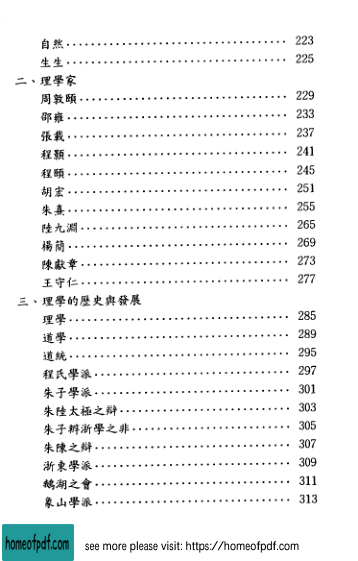 自然 223
生生 225
二、理學家
周敦頤 229
邵雍 233
張載 237
程顥 241
程頤 245
胡宏 251
朱熹 255
陸九淵 265
楊簡 269
陳獻章 273
王守仁 277
三、理學的歷史與發展
理學 285
道學 289
道統 295
程氏學派 297
朱子學派 301
朱陸太極之辯 303
朱子辨浙學之非 305
朱陳之辯 307
浙東學派 309
鵝湖之會 311
象山學派 313
homeofpdf.com
see more please visit: https://homeofpdf.com